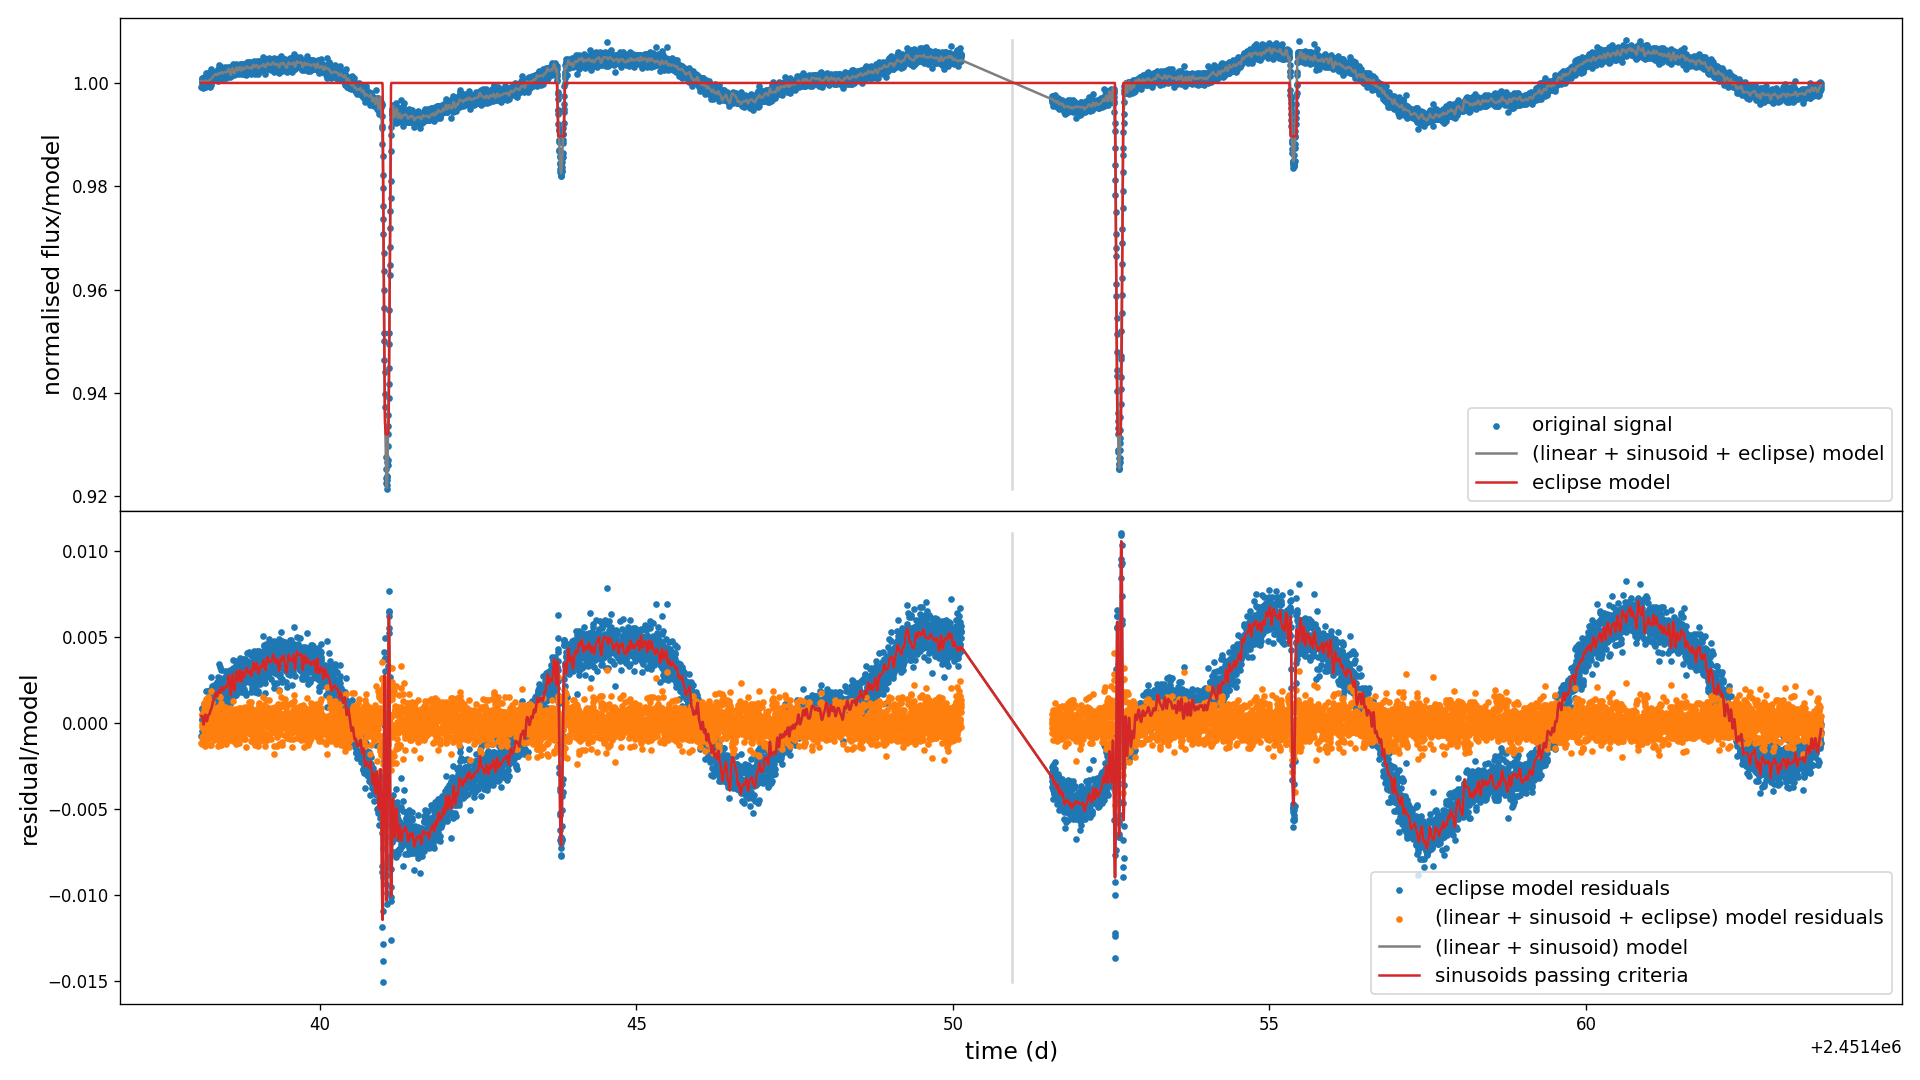 normalised flux/model
1.00
0.98
0.96
0.94
0.92
original signal
(linear + sinusoid + eclipse) model
eclipse model
residual/model
0.010
0.005
0.000
−0.005
−0.010
−0.015
eclipse model residuals
(linear + sinusoid + eclipse) model residuals
(linear + sinusoid) model
sinusoids passing criteria
40 45 50 55 60
time (d)
+2.4514e6